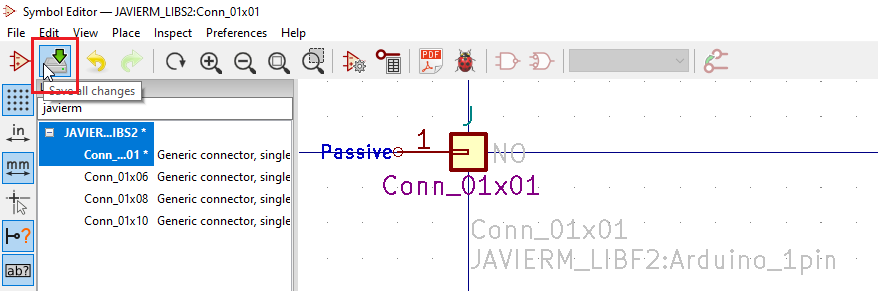 Symbol Editor — JAVIERM_LIBS2:Conn_01x01
File Edit View Place Inspect Preferences Help
PDF
Save all changes
in
javierm
JAVIER...IBS2 *
Conn_...01 * Generic connector, single
mm
Conn_01x06 Generic connector, single
Conn_01x08 Generic connector, single
Conn_01x10 Generic connector, single
ab?
J
Passive 1 NO
Conn_01x01
Conn_01x01
JAVIERM_LIBF2:Arduino_1pin